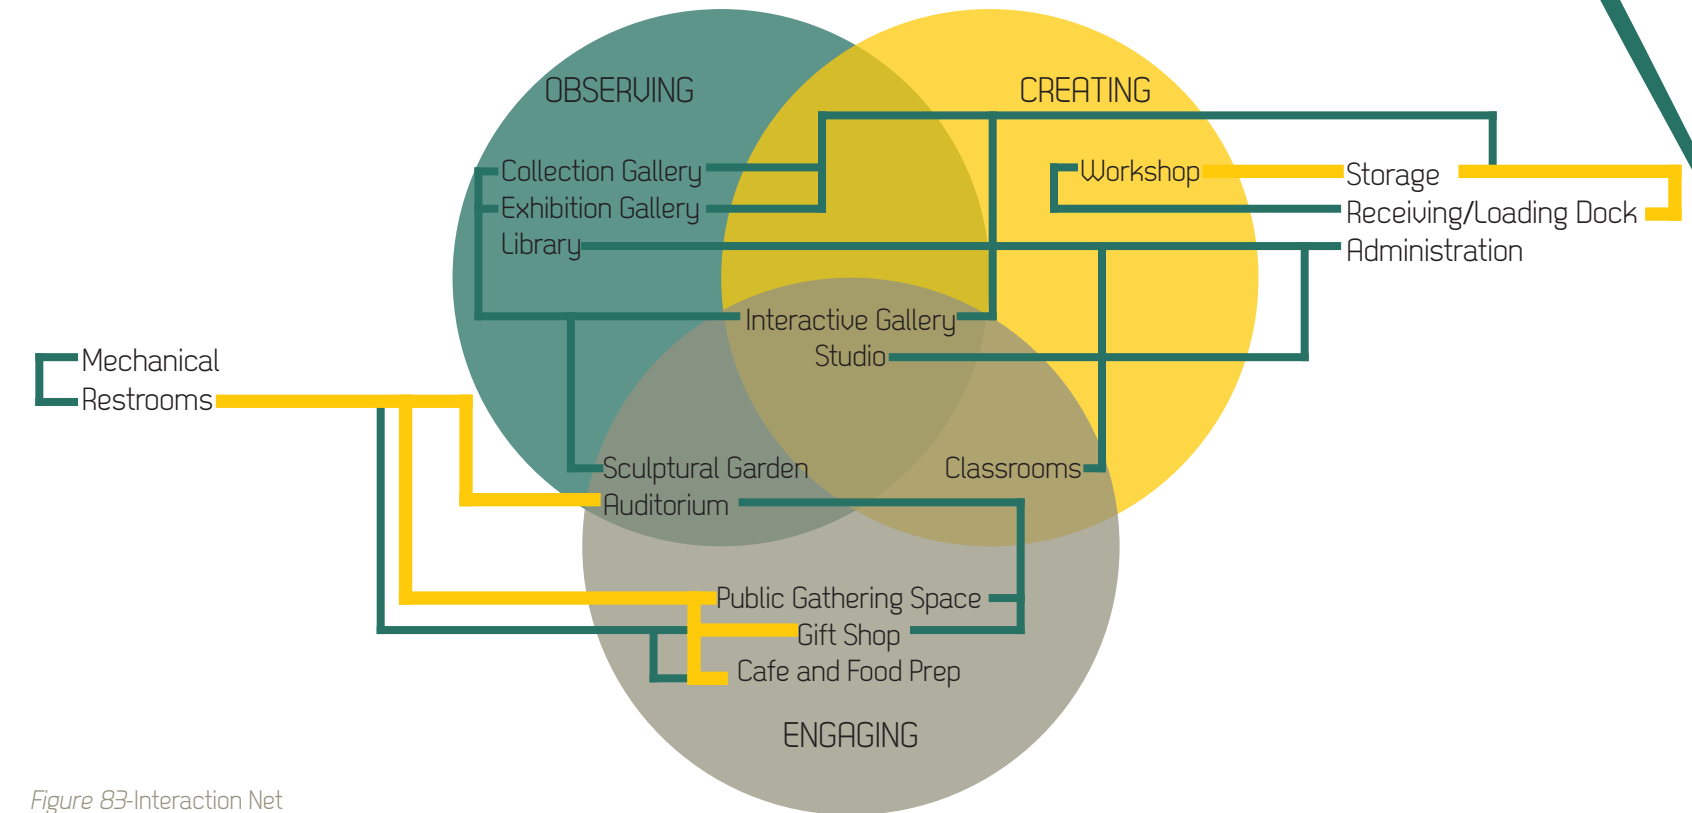 OBSERVING
CREATING
Collection Gallery
Exhibition Gallery
Library
Workshop
Storage
Receiving/Loading Dock
Administration
Interactive Gallery
Studio
Mechanical
Restrooms
Sculptural Garden
Auditorium
Classrooms
Public Gathering Space
Gift Shop
Cafe and Food Prep
ENGAGING
Figure 83-Interaction Net